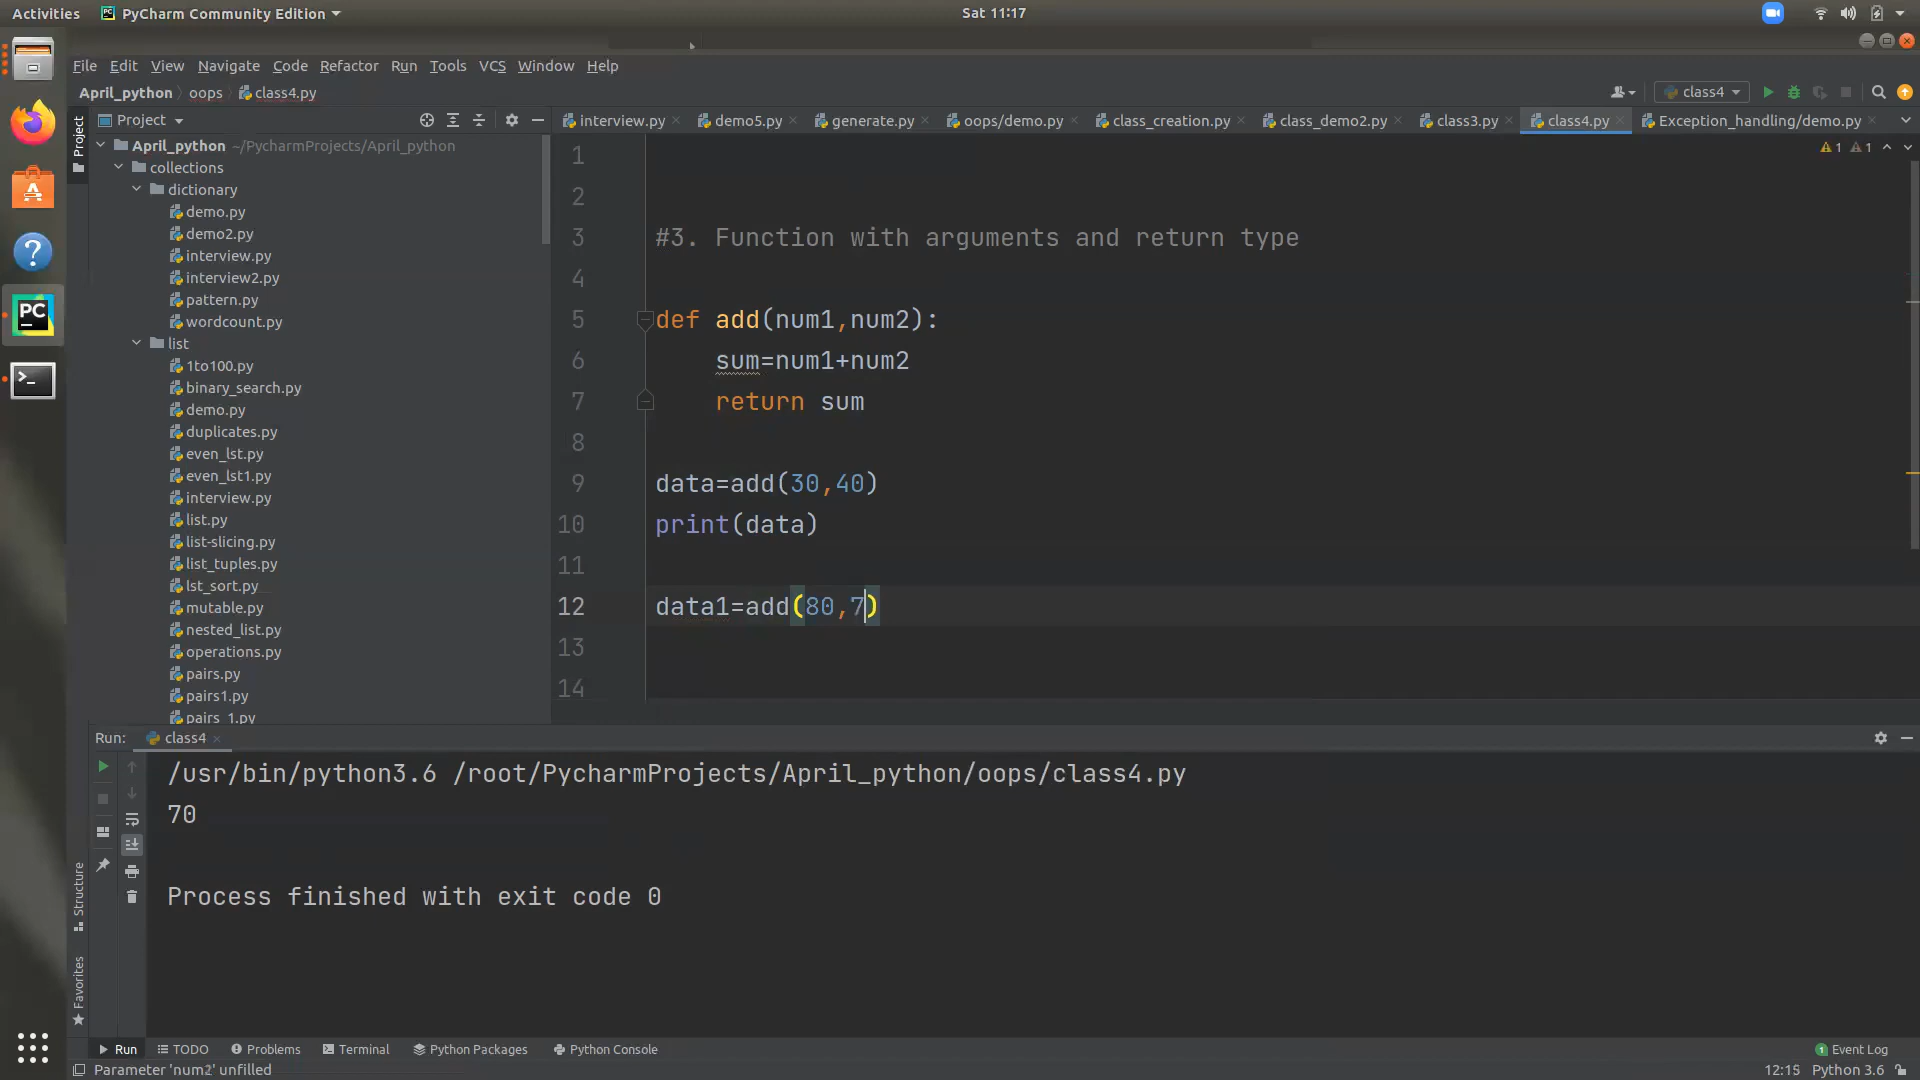 Activities
PyCharm Community Edition
Sat 11:17
File Edit View Navigate Code Refactor Run Tools VCS Window Help
April_python oops class4.py
class4
Project
Project
interview.py demo5.py generate.py oops/demo.py class_creation.py class_demo2.py class3.py class4.py Exception_handling/demo.py
1 1
April_python ~/PycharmProjects/April_python
collections
dictionary
demo.py
demo2.py
interview.py
interview2.py
pattern.py
wordcount.py
list
1to100.py
binary_search.py
demo.py
duplicates.py
even_lst.py
even_lst1.py
interview.py
list.py
list-slicing.py
list_tuples.py
lst_sort.py
mutable.py
nested_list.py
operations.py
pairs.py
pairs1.py
pairs_1.py
1
2
3 #3. Function with arguments and return type
4
5 def add(num1,num2):
6 sum=num1+num2
7 return sum
8
9 data=add(30,40)
10 print(data)
11
12 data1=add(80,7)
13
14
Run: class4
/usr/bin/python3.6 /root/PycharmProjects/April_python/oops/class4.py
70
Process finished with exit code 0
Structure
Favorites
Run TODO Problems Terminal Python Packages Python Console
1 Event Log
Parameter 'num2' unfilled
12:15 Python 3.6